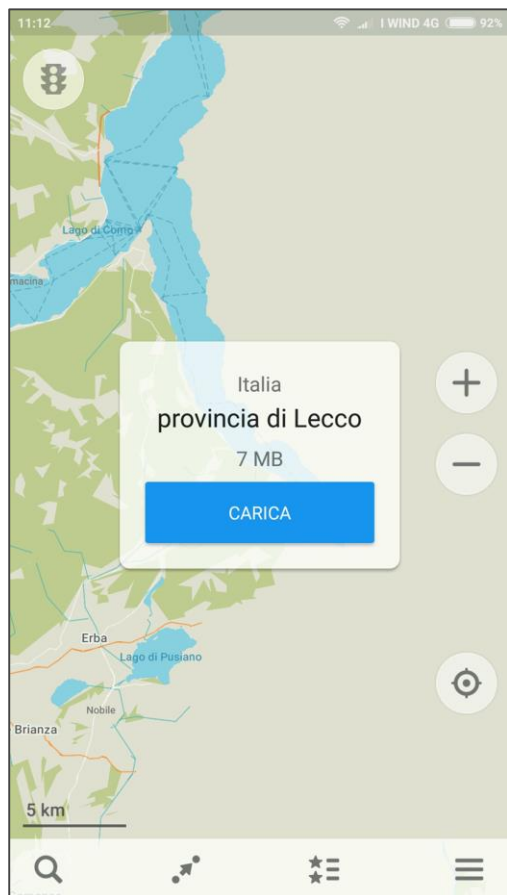 11:12
I WIND 4G 92%
Lago di Como
macina
Italia
provincia di Lecco
7 MB
CARICA
Erba
Lago di Pusiano
Nobile
Brianza
5 km